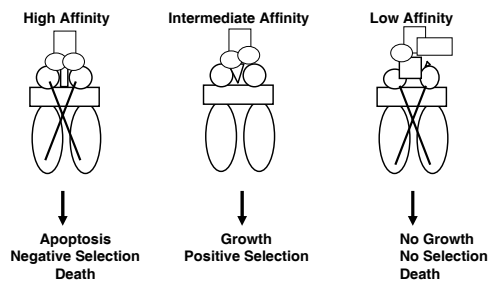 High Affinity
Intermediate Affinity
Low Affinity
Apoptosis
Negative Selection
Death
Growth
Positive Selection
No Growth
No Selection
Death